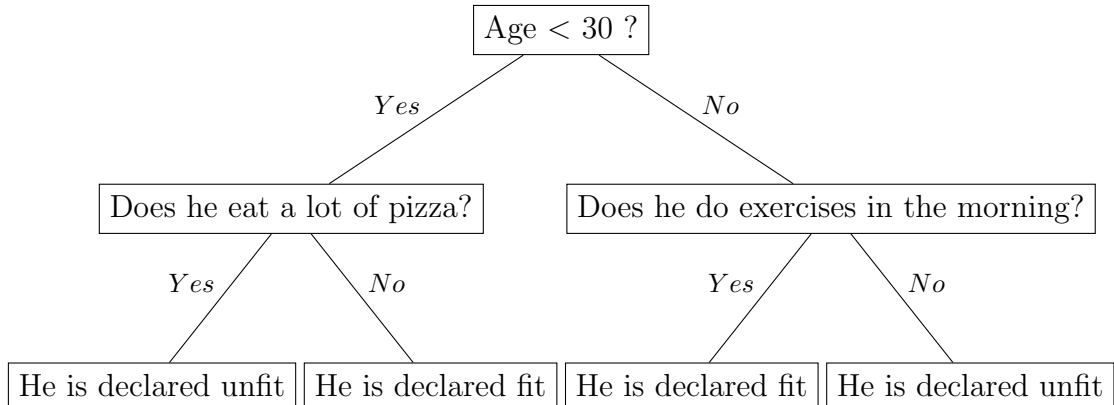 Age < 30 ?
Yes
No
Does he eat a lot of pizza?
Does he do exercises in the morning?
Yes
No
Yes
No
He is declared unfit
He is declared fit
He is declared fit
He is declared unfit